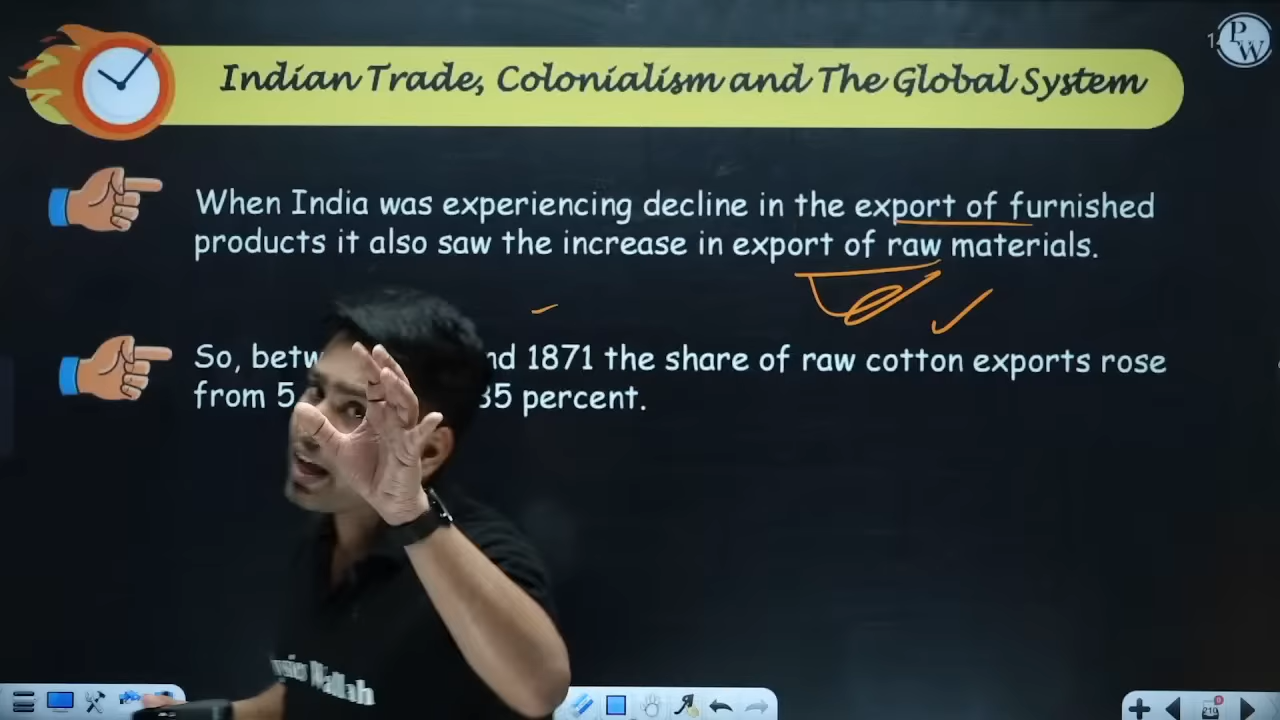 Indian Trade, Colonialism and The Global System
PW
When India was experiencing decline in the export of furnished
products it also saw the increase in export of raw materials.
So, 1871 the share of raw cotton exports rose
from 5 35 percent.
Wallah